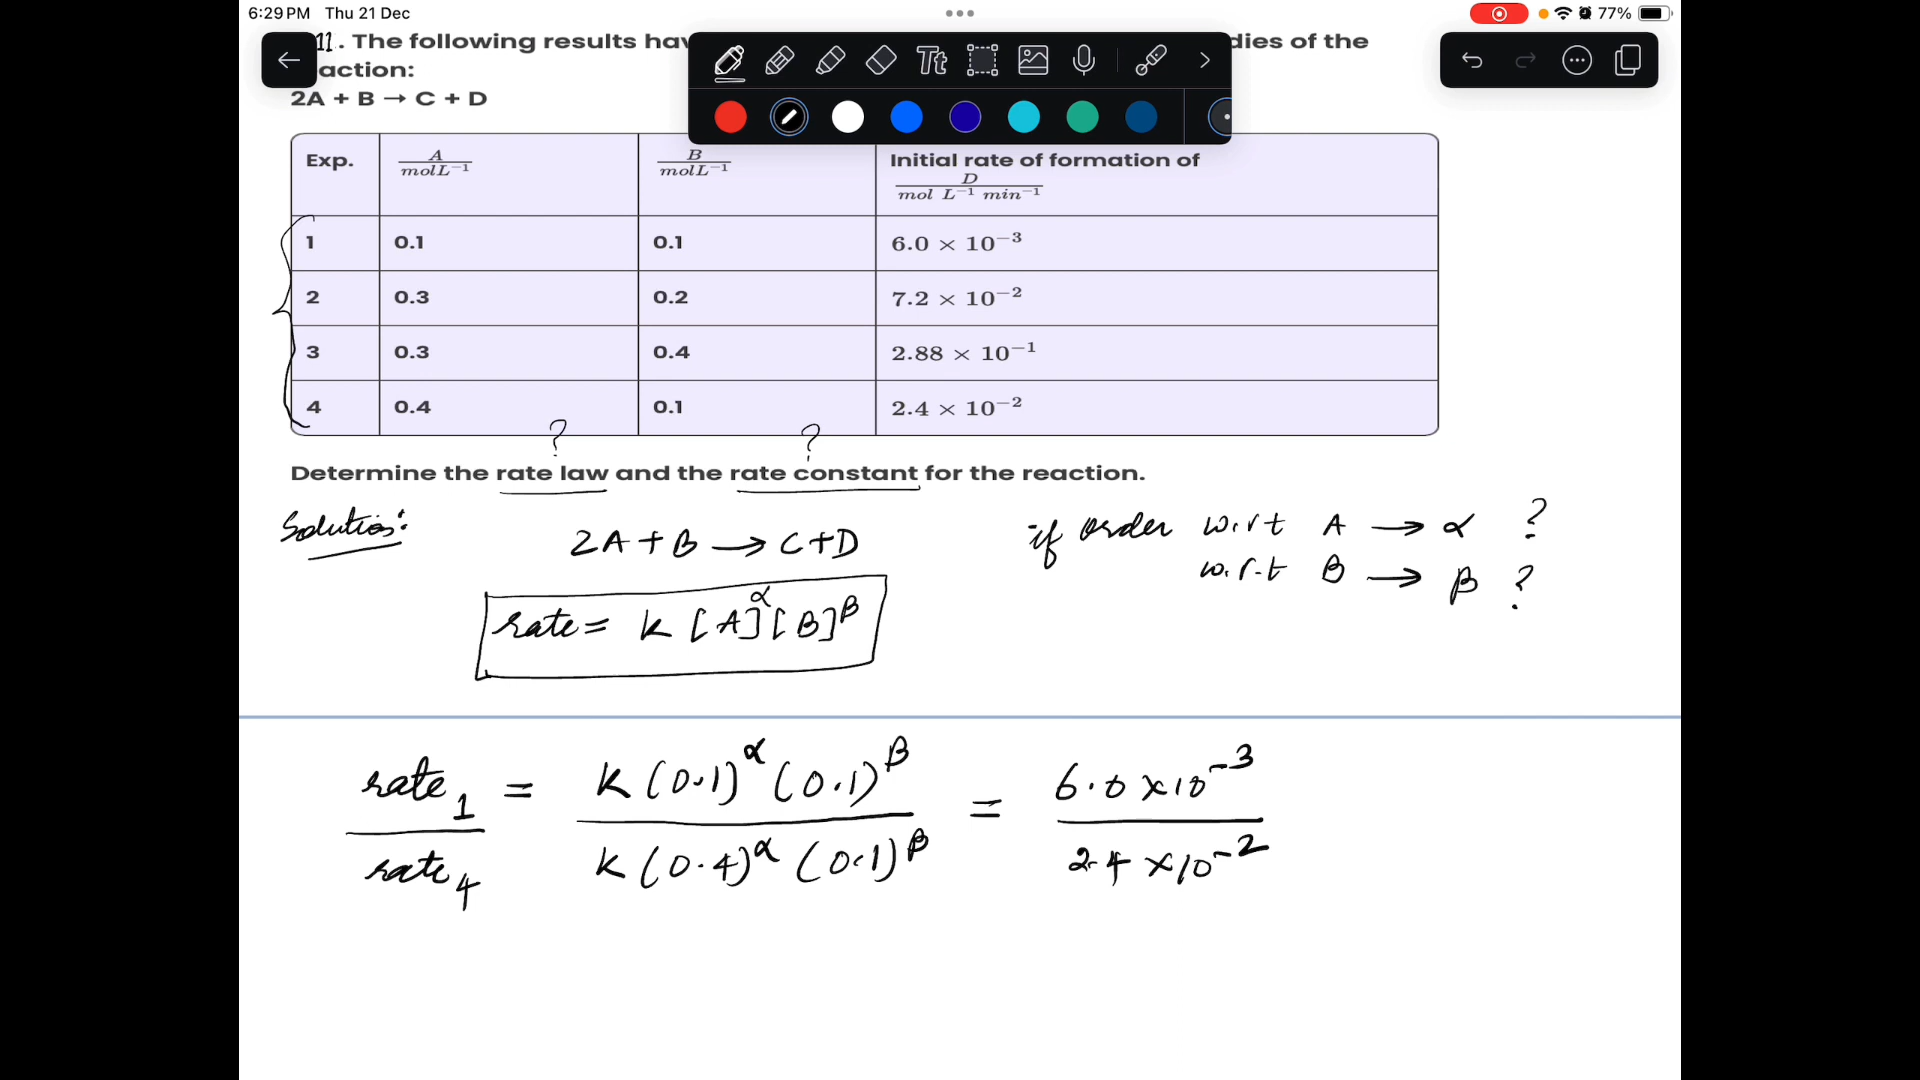 6:29 PM Thu 21 Dec
77%
11. The following results hav dies of the
action:
2A + B → C + D
Tt
Exp. A/molL⁻¹ B/molL⁻¹ Initial rate of formation of D/mol L⁻¹ min⁻¹
1 0.1 0.1 6.0 × 10⁻³
2 0.3 0.2 7.2 × 10⁻²
3 0.3 0.4 2.88 × 10⁻¹
4 0.4 0.1 2.4 × 10⁻²
? ?
Determine the rate law and the rate constant for the reaction.
Solution:
2A + B → C + D
if order w.r.t A → α ?
w.r.t B → β ?
rate = K [A]^α [B]^β
rate₁ / rate₄ = K (0.1)^α (0.1)^β / K (0.4)^α (0.1)^β = 6.0 × 10⁻³ / 2.4 × 10⁻²